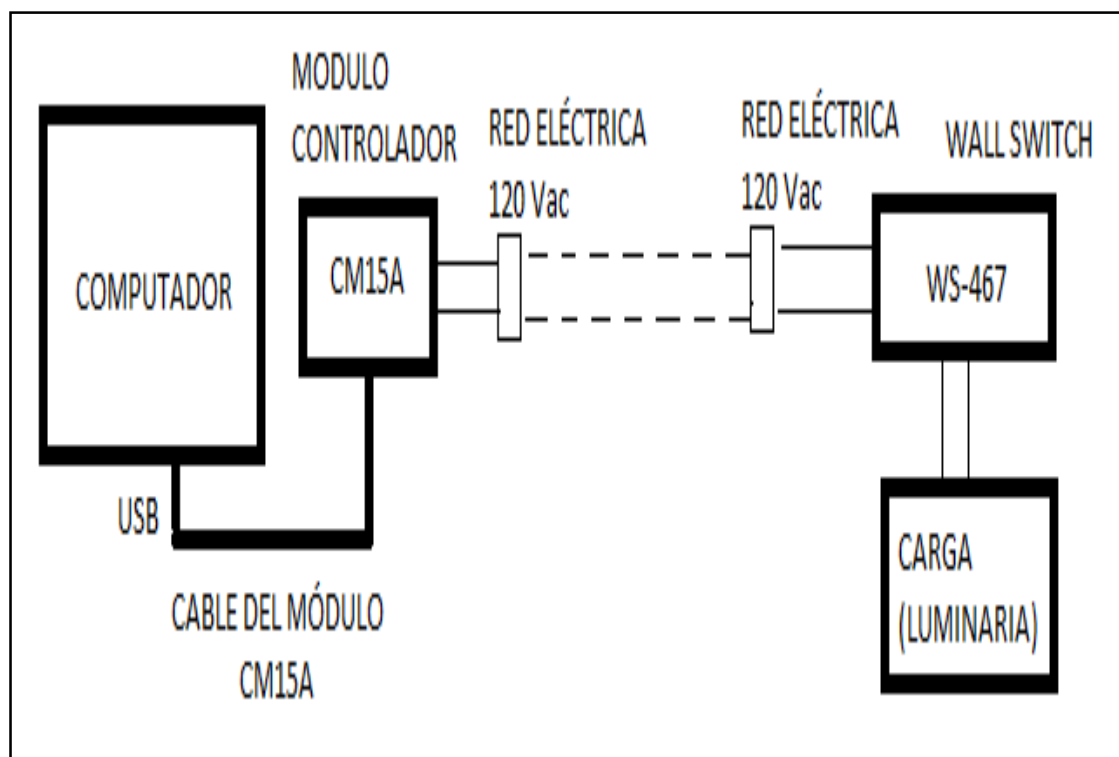 MODULO
CONTROLADOR
RED ELÉCTRICA
120 Vac
RED ELÉCTRICA
120 Vac
WALL SWITCH
COMPUTADOR
CM15A
WS-467
USB
CABLE DEL MÓDULO
CM15A
CARGA
(LUMINARIA)